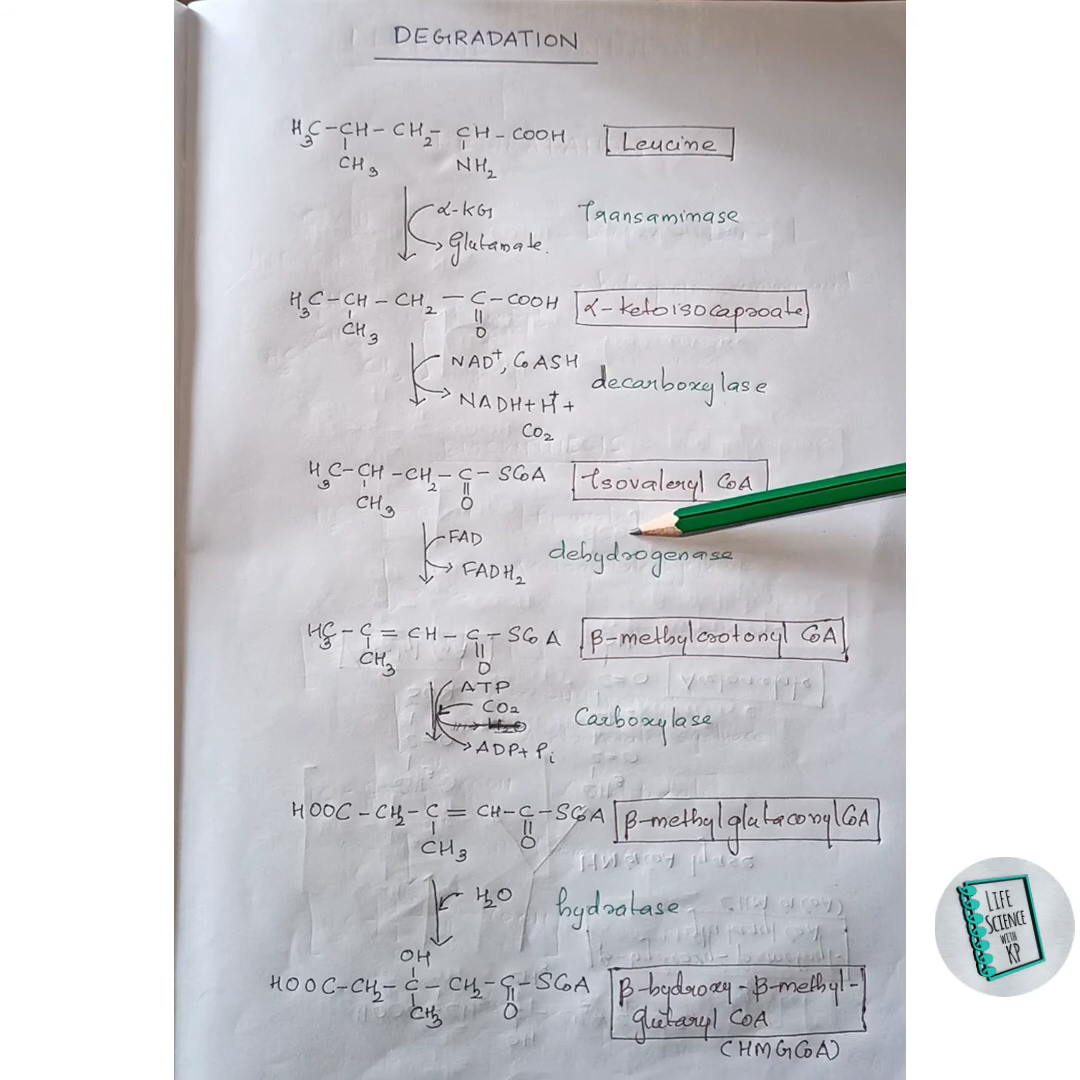 DEGRADATION
H₃C-CH-CH₂-CH-COOH Leucine
CH₃ NH₂
α-KG Transaminase
Glutamate.
H₃C-CH-CH₂-C-COOH α-ketoisocaproate
CH₃ O
NAD⁺, CoASH decarboxylase
NADH+H⁺+
CO₂
H₃C-CH-CH₂-C-SCoA Isovaleryl CoA
CH₃ O
FAD dehydrogenase
FADH₂
H₃C-C=CH-C-SCoA β-methylcrotonyl CoA
CH₃ O
ATP
CO₂ Carboxylase
H₂O
ADP+Pi
HOOC-CH₂-C=CH-C-SCoA β-methylglutaconyl CoA
CH₃ O
H₂O hydratase
OH
HOOC-CH₂-C-CH₂-C-SCoA β-hydroxy-β-methyl-
CH₃ O glutaryl CoA
(HMGCoA)
LIFE
SCIENCE
WITH
KP